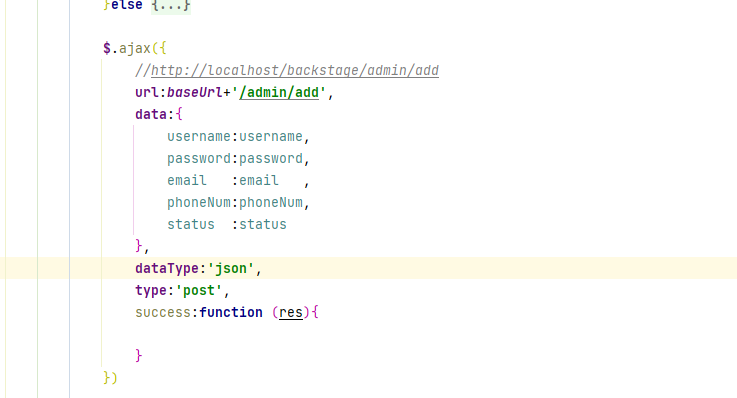 }else {...}
$.ajax({
//http://localhost/backstage/admin/add
url:baseUrl+'/admin/add',
data:{
username:username,
password:password,
email   :email   ,
phoneNum:phoneNum,
status  :status
},
dataType:'json',
type:'post',
success:function (res){
}
})